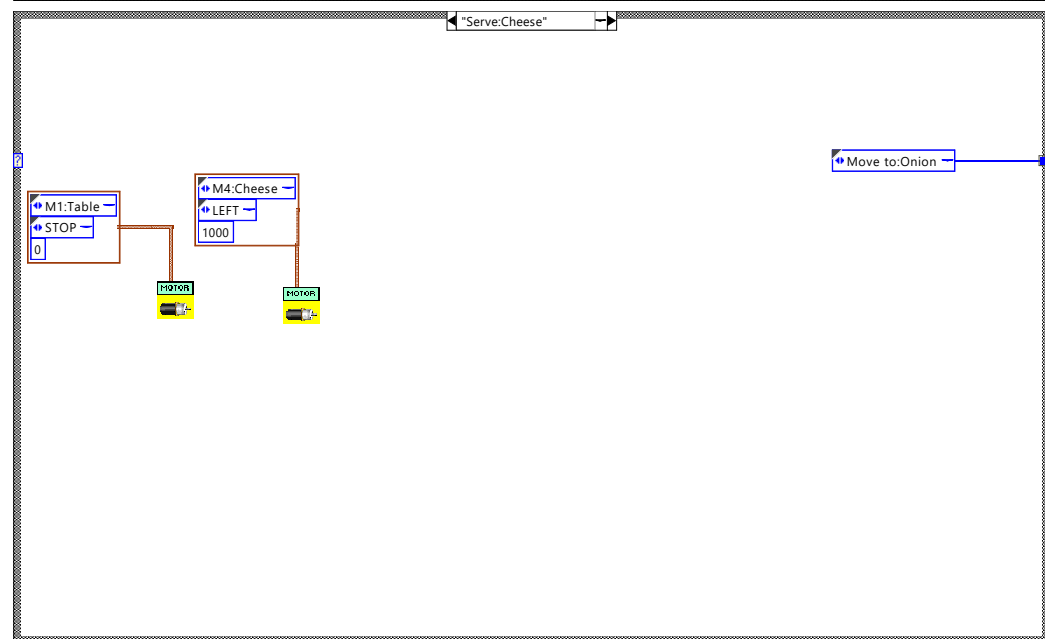 "Serve:Cheese"
?
Move to:Onion
M4:Cheese
LEFT
1000
M1:Table
STOP
0
MOTOR
MOTOR